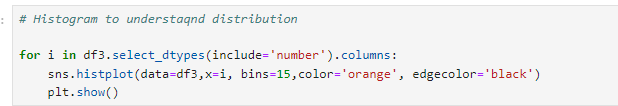 :
# Histogram to understaqnd distribution
for i in df3.select_dtypes(include='number').columns:
    sns.histplot(data=df3,x=i, bins=15,color='orange', edgecolor='black')
    plt.show()